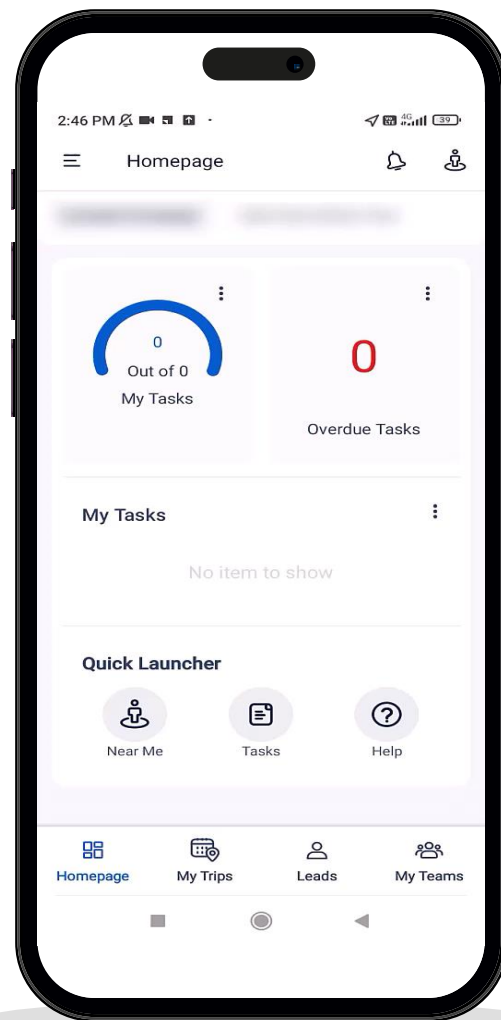 2:46 PM
4G 39
Homepage
0
Out of 0
My Tasks
0
Overdue Tasks
My Tasks
No item to show
Quick Launcher
Near Me Tasks Help
Homepage My Trips Leads My Teams